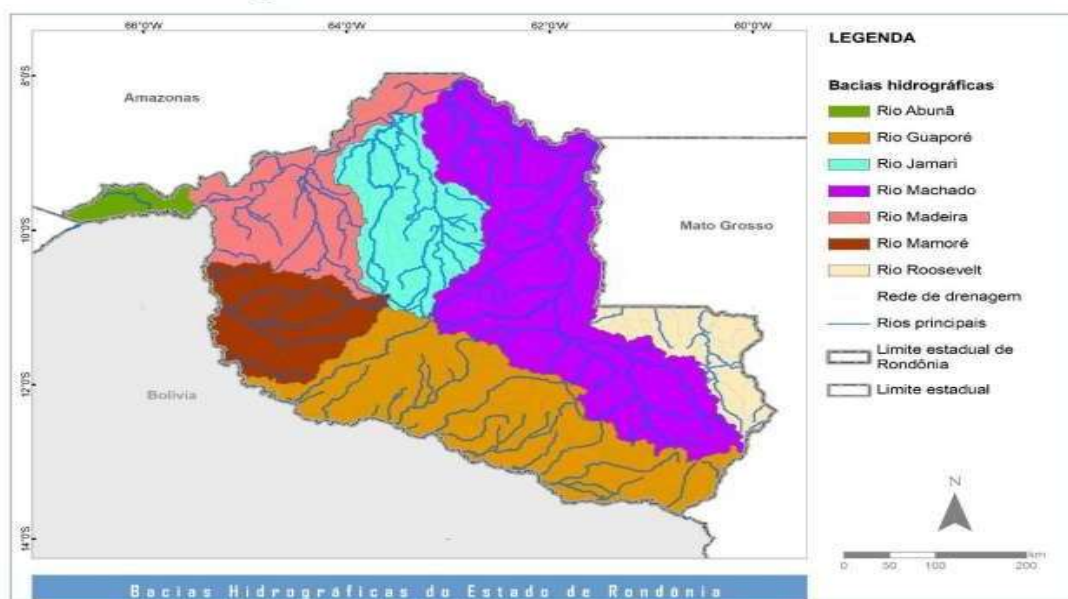 66°0'W 64°0'W 62°0'W 60°0'W
8°0'S
10°0'S
12°0'S
14°0'S
Amazonas
Mato Grosso
Bolívia
LEGENDA
Bacias hidrográficas
Rio Abunã
Rio Guaporé
Rio Jamari
Rio Machado
Rio Madeira
Rio Mamoré
Rio Roosevelt
Rede de drenagem
Rios principais
Limite estadual de
Rondônia
Limite estadual
N
km
0 50 100 200
Bacias Hidrográficas do Estado de Rondônia